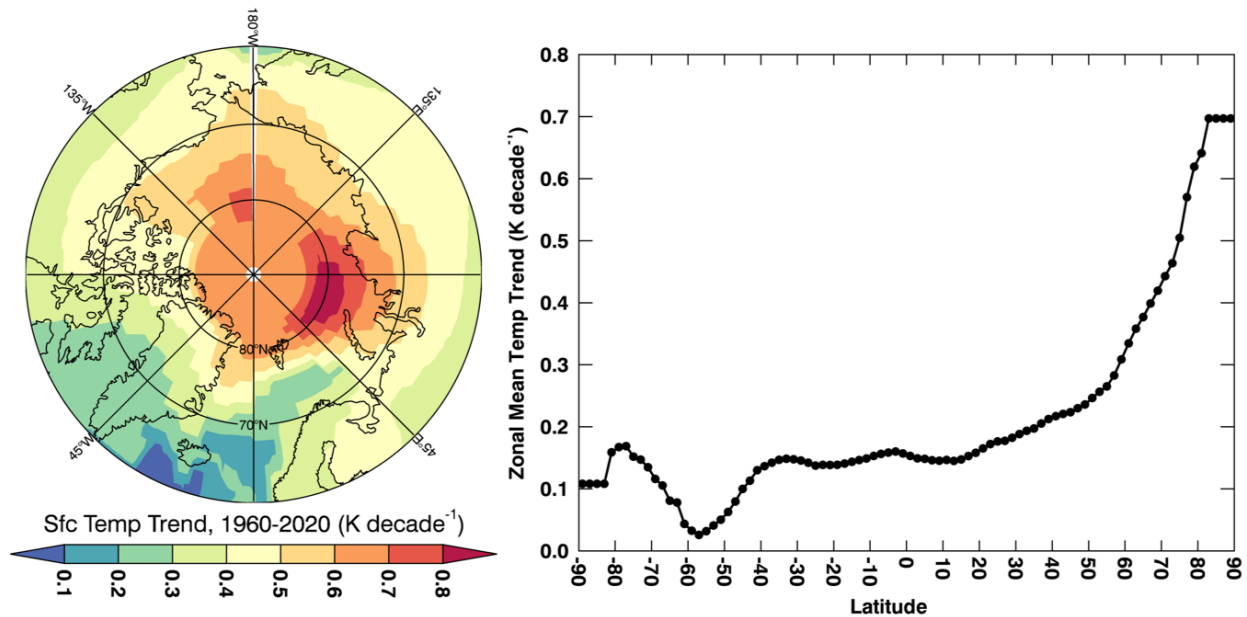 180°W
135°W
135°E
80°N
70°N
45°W
45°E
Sfc Temp Trend, 1960-2020 (K decade⁻¹)
0.1 0.2 0.3 0.4 0.5 0.6 0.7 0.8
Zonal Mean Temp Trend (K decade⁻¹)
0.8
0.7
0.6
0.5
0.4
0.3
0.2
0.1
0.0
-90 -80 -70 -60 -50 -40 -30 -20 -10 0 10 20 30 40 50 60 70 80 90
Latitude